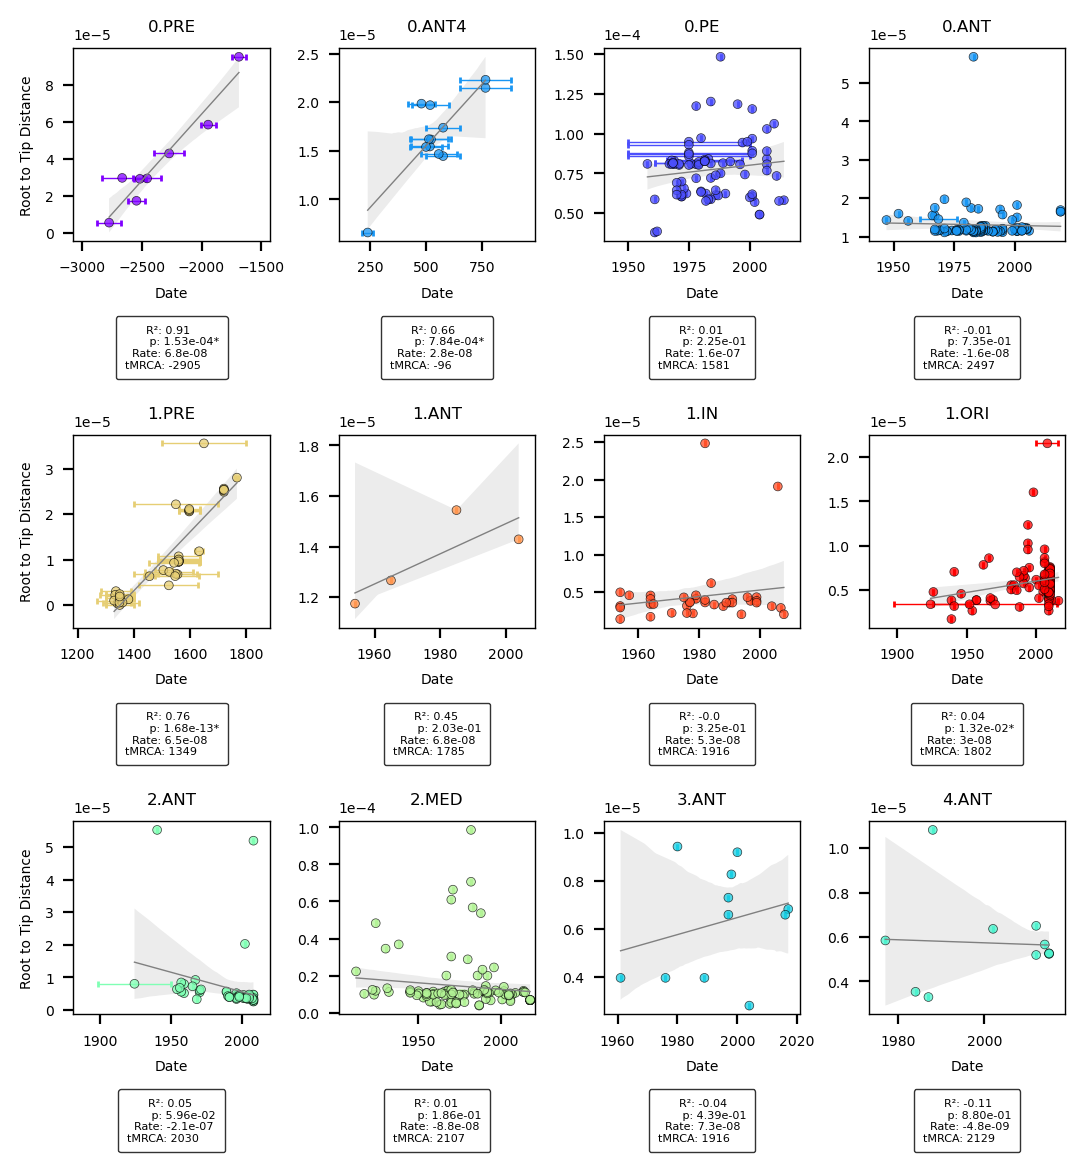 0.PRE
1e−5
Root to Tip Distance
8
6
4
2
0
−3000 −2500 −2000 −1500
Date
R²: 0.91
p: 1.53e-04*
Rate: 6.8e-08
tMRCA: -2905
0.ANT4
1e−5
2.5
2.0
1.5
1.0
250 500 750
Date
R²: 0.66
p: 7.84e-04*
Rate: 2.8e-08
tMRCA: -96
0.PE
1e−4
1.50
1.25
1.00
0.75
0.50
1950 1975 2000
Date
R²: 0.01
p: 2.25e-01
Rate: 1.6e-07
tMRCA: 1581
0.ANT
1e−5
5
4
3
2
1
1950 1975 2000
Date
R²: -0.01
p: 7.35e-01
Rate: -1.6e-08
tMRCA: 2497
1.PRE
1e−5
Root to Tip Distance
3
2
1
0
1200 1400 1600 1800
Date
R²: 0.76
p: 1.68e-13*
Rate: 6.5e-08
tMRCA: 1349
1.ANT
1e−5
1.8
1.6
1.4
1.2
1960 1980 2000
Date
R²: 0.45
p: 2.03e-01
Rate: 6.8e-08
tMRCA: 1785
1.IN
1e−5
2.5
2.0
1.5
1.0
0.5
1960 1980 2000
Date
R²: -0.0
p: 3.25e-01
Rate: 5.3e-08
tMRCA: 1916
1.ORI
1e−5
2.0
1.5
1.0
0.5
1900 1950 2000
Date
R²: 0.04
p: 1.32e-02*
Rate: 3e-08
tMRCA: 1802
2.ANT
1e−5
Root to Tip Distance
5
4
3
2
1
0
1900 1950 2000
Date
R²: 0.05
p: 5.96e-02
Rate: -2.1e-07
tMRCA: 2030
2.MED
1e−4
1.0
0.8
0.6
0.4
0.2
0.0
1950 2000
Date
R²: 0.01
p: 1.86e-01
Rate: -8.8e-08
tMRCA: 2107
3.ANT
1e−5
1.0
0.8
0.6
0.4
1960 1980 2000 2020
Date
R²: -0.04
p: 4.39e-01
Rate: 7.3e-08
tMRCA: 1916
4.ANT
1e−5
1.0
0.8
0.6
0.4
1980 2000
Date
R²: -0.11
p: 8.80e-01
Rate: -4.8e-09
tMRCA: 2129